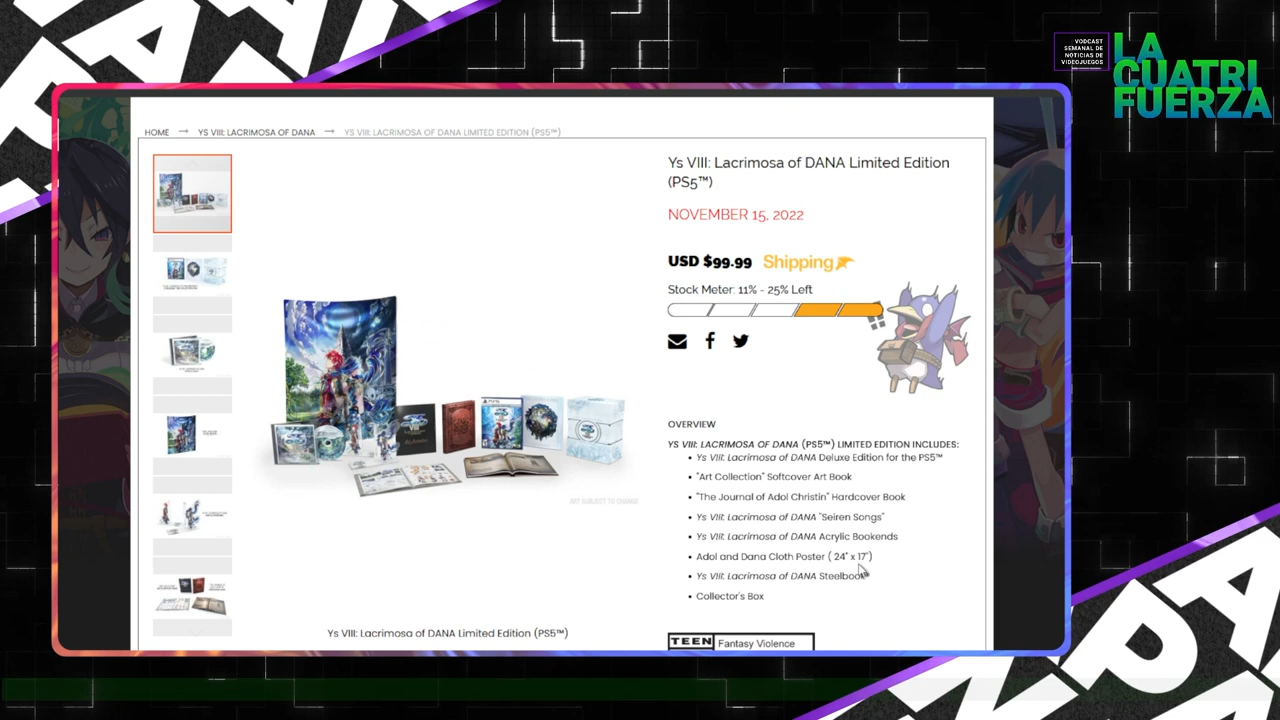 VODCAST
SEMANAL DE
NOTICIAS DE
VIDEOJUEGOS
LA
CUATRI
FUERZA
HOME → YS VIII: LACRIMOSA OF DANA → YS VIII: LACRIMOSA OF DANA LIMITED EDITION (PS5™)
Ys VIII: Lacrimosa of DANA Limited Edition
(PS5™)
NOVEMBER 15, 2022
USD $99.99 Shipping
Stock Meter: 11% - 25% Left
OVERVIEW
YS VIII: LACRIMOSA OF DANA (PS5™) LIMITED EDITION INCLUDES:
• Ys VIII: Lacrimosa of DANA Deluxe Edition for the PS5™
• "Art Collection" Softcover Art Book
• "The Journal of Adol Christin" Hardcover Book
• Ys VIII: Lacrimosa of DANA "Seiren Songs"
• Ys VIII: Lacrimosa of DANA Acrylic Bookends
• Adol and Dana Cloth Poster ( 24" x 17")
• Ys VIII: Lacrimosa of DANA Steelbook
• Collector's Box
ART SUBJECT TO CHANGE
Ys VIII: Lacrimosa of DANA Limited Edition (PS5™)
TEEN Fantasy Violence